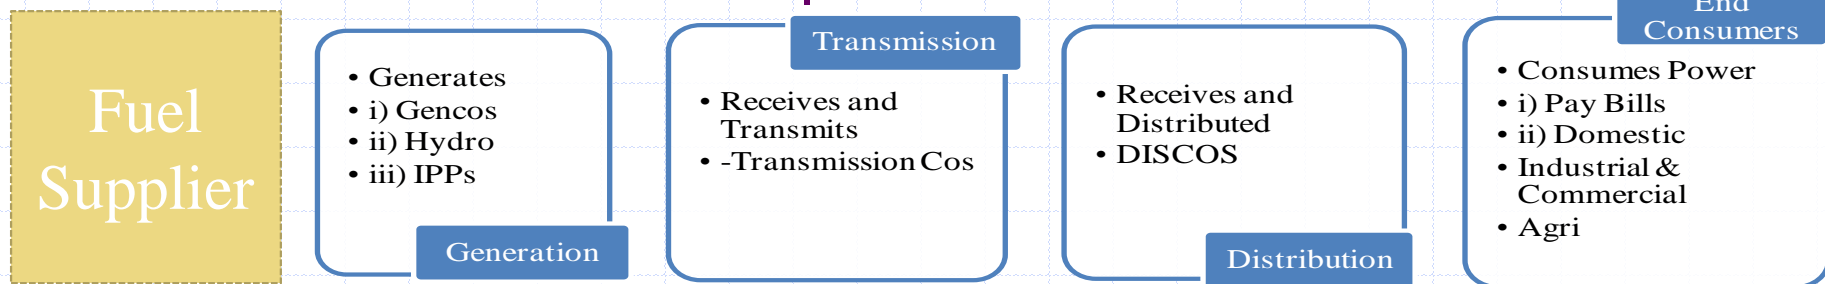 Fuel
Supplier
• Generates
• i) Gencos
• ii) Hydro
• iii) IPPs
Generation
Transmission
• Receives and
Transmits
• -Transmission Cos
• Receives and
Distributed
• DISCOS
Distribution
End
Consumers
• Consumes Power
• i) Pay Bills
• ii) Domestic
• Industrial &
Commercial
• Agri